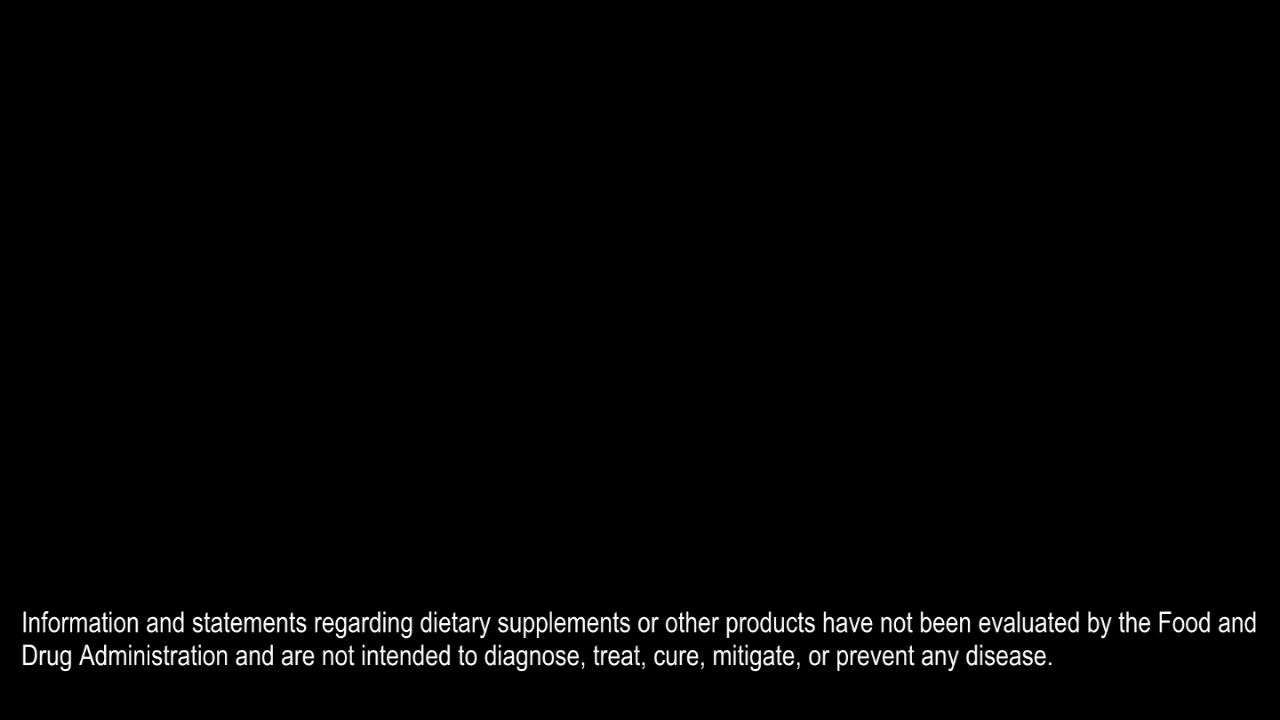 Information and statements regarding dietary supplements or other products have not been evaluated by the Food and
Drug Administration and are not intended to diagnose, treat, cure, mitigate, or prevent any disease.